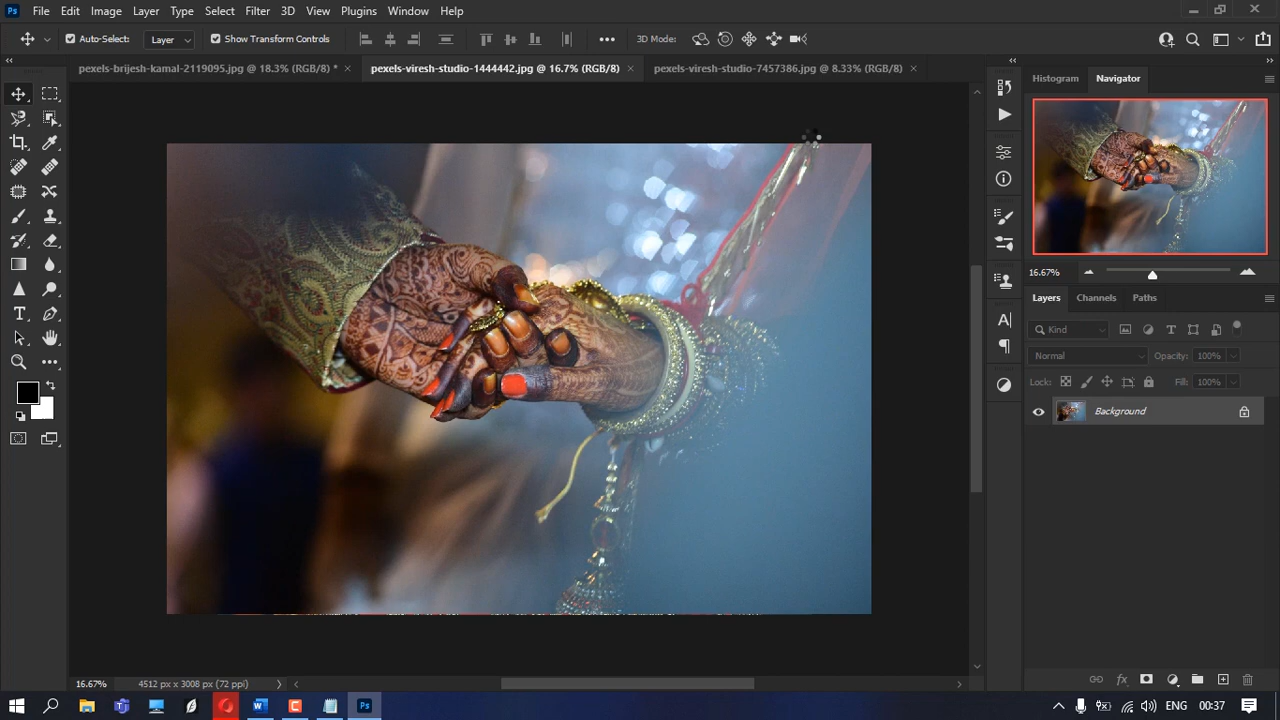 Ps File Edit Image Layer Type Select Filter 3D View Plugins Window Help
Auto-Select: Layer Show Transform Controls 3D Mode:
pexels-brijesh-kamal-2119095.jpg @ 18.3% (RGB/8) * pexels-viresh-studio-1444442.jpg @ 16.7% (RGB/8) pexels-viresh-studio-7457386.jpg @ 8.33% (RGB/8)
Histogram Navigator
16.67%
Layers Channels Paths
Kind
Normal Opacity: 100%
Lock: Fill: 100%
Background
16.67% 4512 px x 3008 px (72 ppi)
ENG 00:37